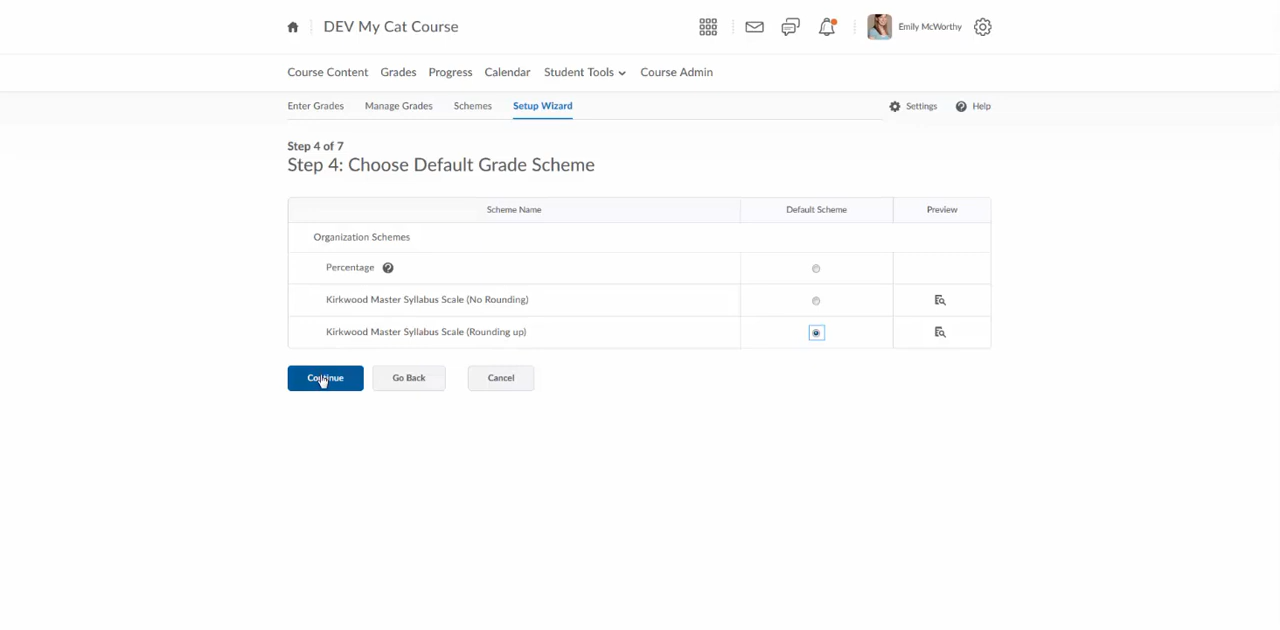 DEV My Cat Course
Emily McWorthy
Course Content Grades Progress Calendar Student Tools Course Admin
Enter Grades Manage Grades Schemes Setup Wizard Settings Help
Step 4 of 7
Step 4: Choose Default Grade Scheme
Scheme Name Default Scheme Preview
Organization Schemes
Percentage
Kirkwood Master Syllabus Scale (No Rounding)
Kirkwood Master Syllabus Scale (Rounding up)
Continue Go Back Cancel